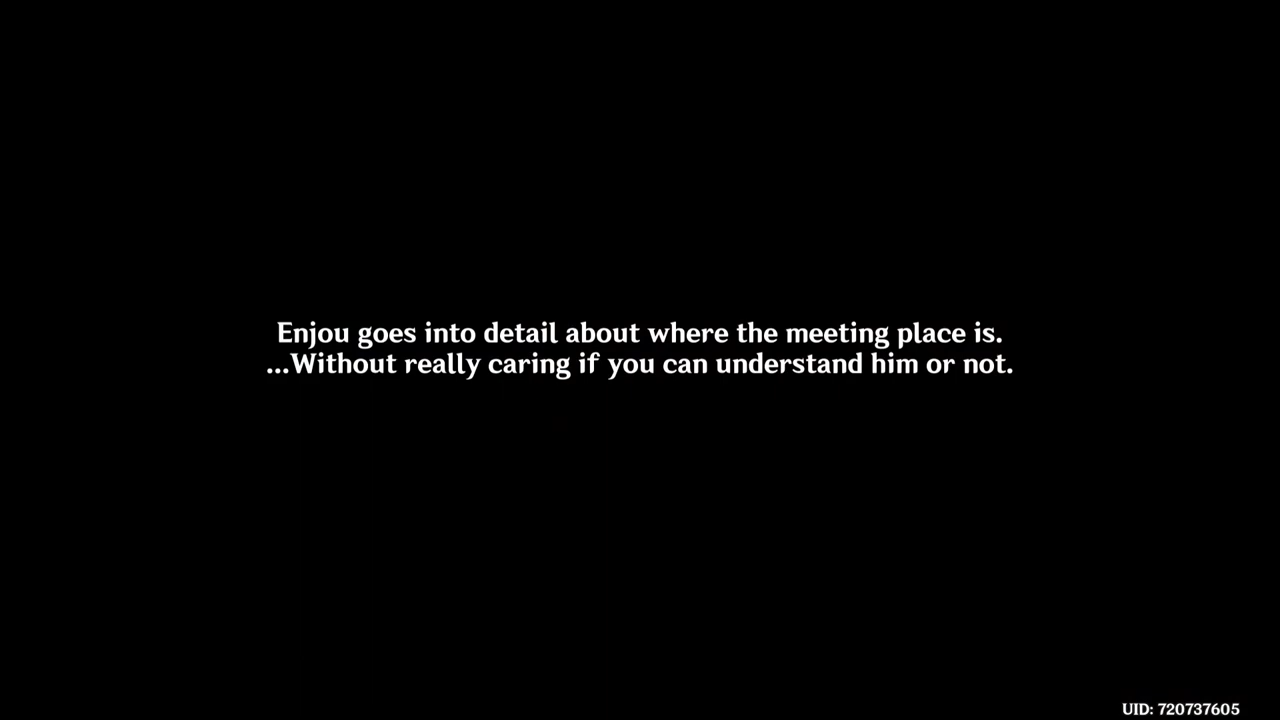 Enjou goes into detail about where the meeting place is.
...Without really caring if you can understand him or not.
UID: 720737605